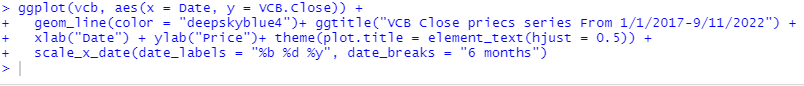 > ggplot(vcb, aes(x = Date, y = VCB.Close)) +
+   geom_line(color = "deepskyblue4")+ ggtitle("VCB Close priecs series From 1/1/2017-9/11/2022") +
+   xlab("Date") + ylab("Price")+ theme(plot.title = element_text(hjust = 0.5)) +
+   scale_x_date(date_labels = "%b %d %y", date_breaks = "6 months")
>